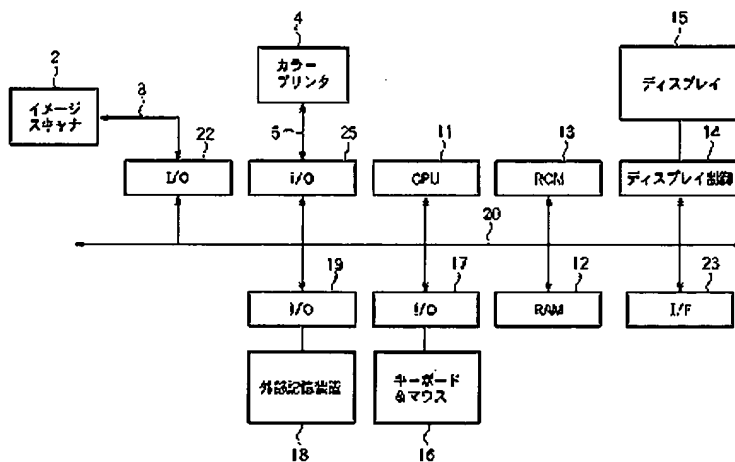 4
15
2
カラー
プリンタ
ディスプレイ
イメージ
スキャナ
3
22
5
25
11
13
14
I/O
I/O
CPU
ROM
ディスプレイ制御
20
19
17
12
23
I/O
I/O
RAM
I/F
外部記憶装置
キーボード
&マウス
18
16